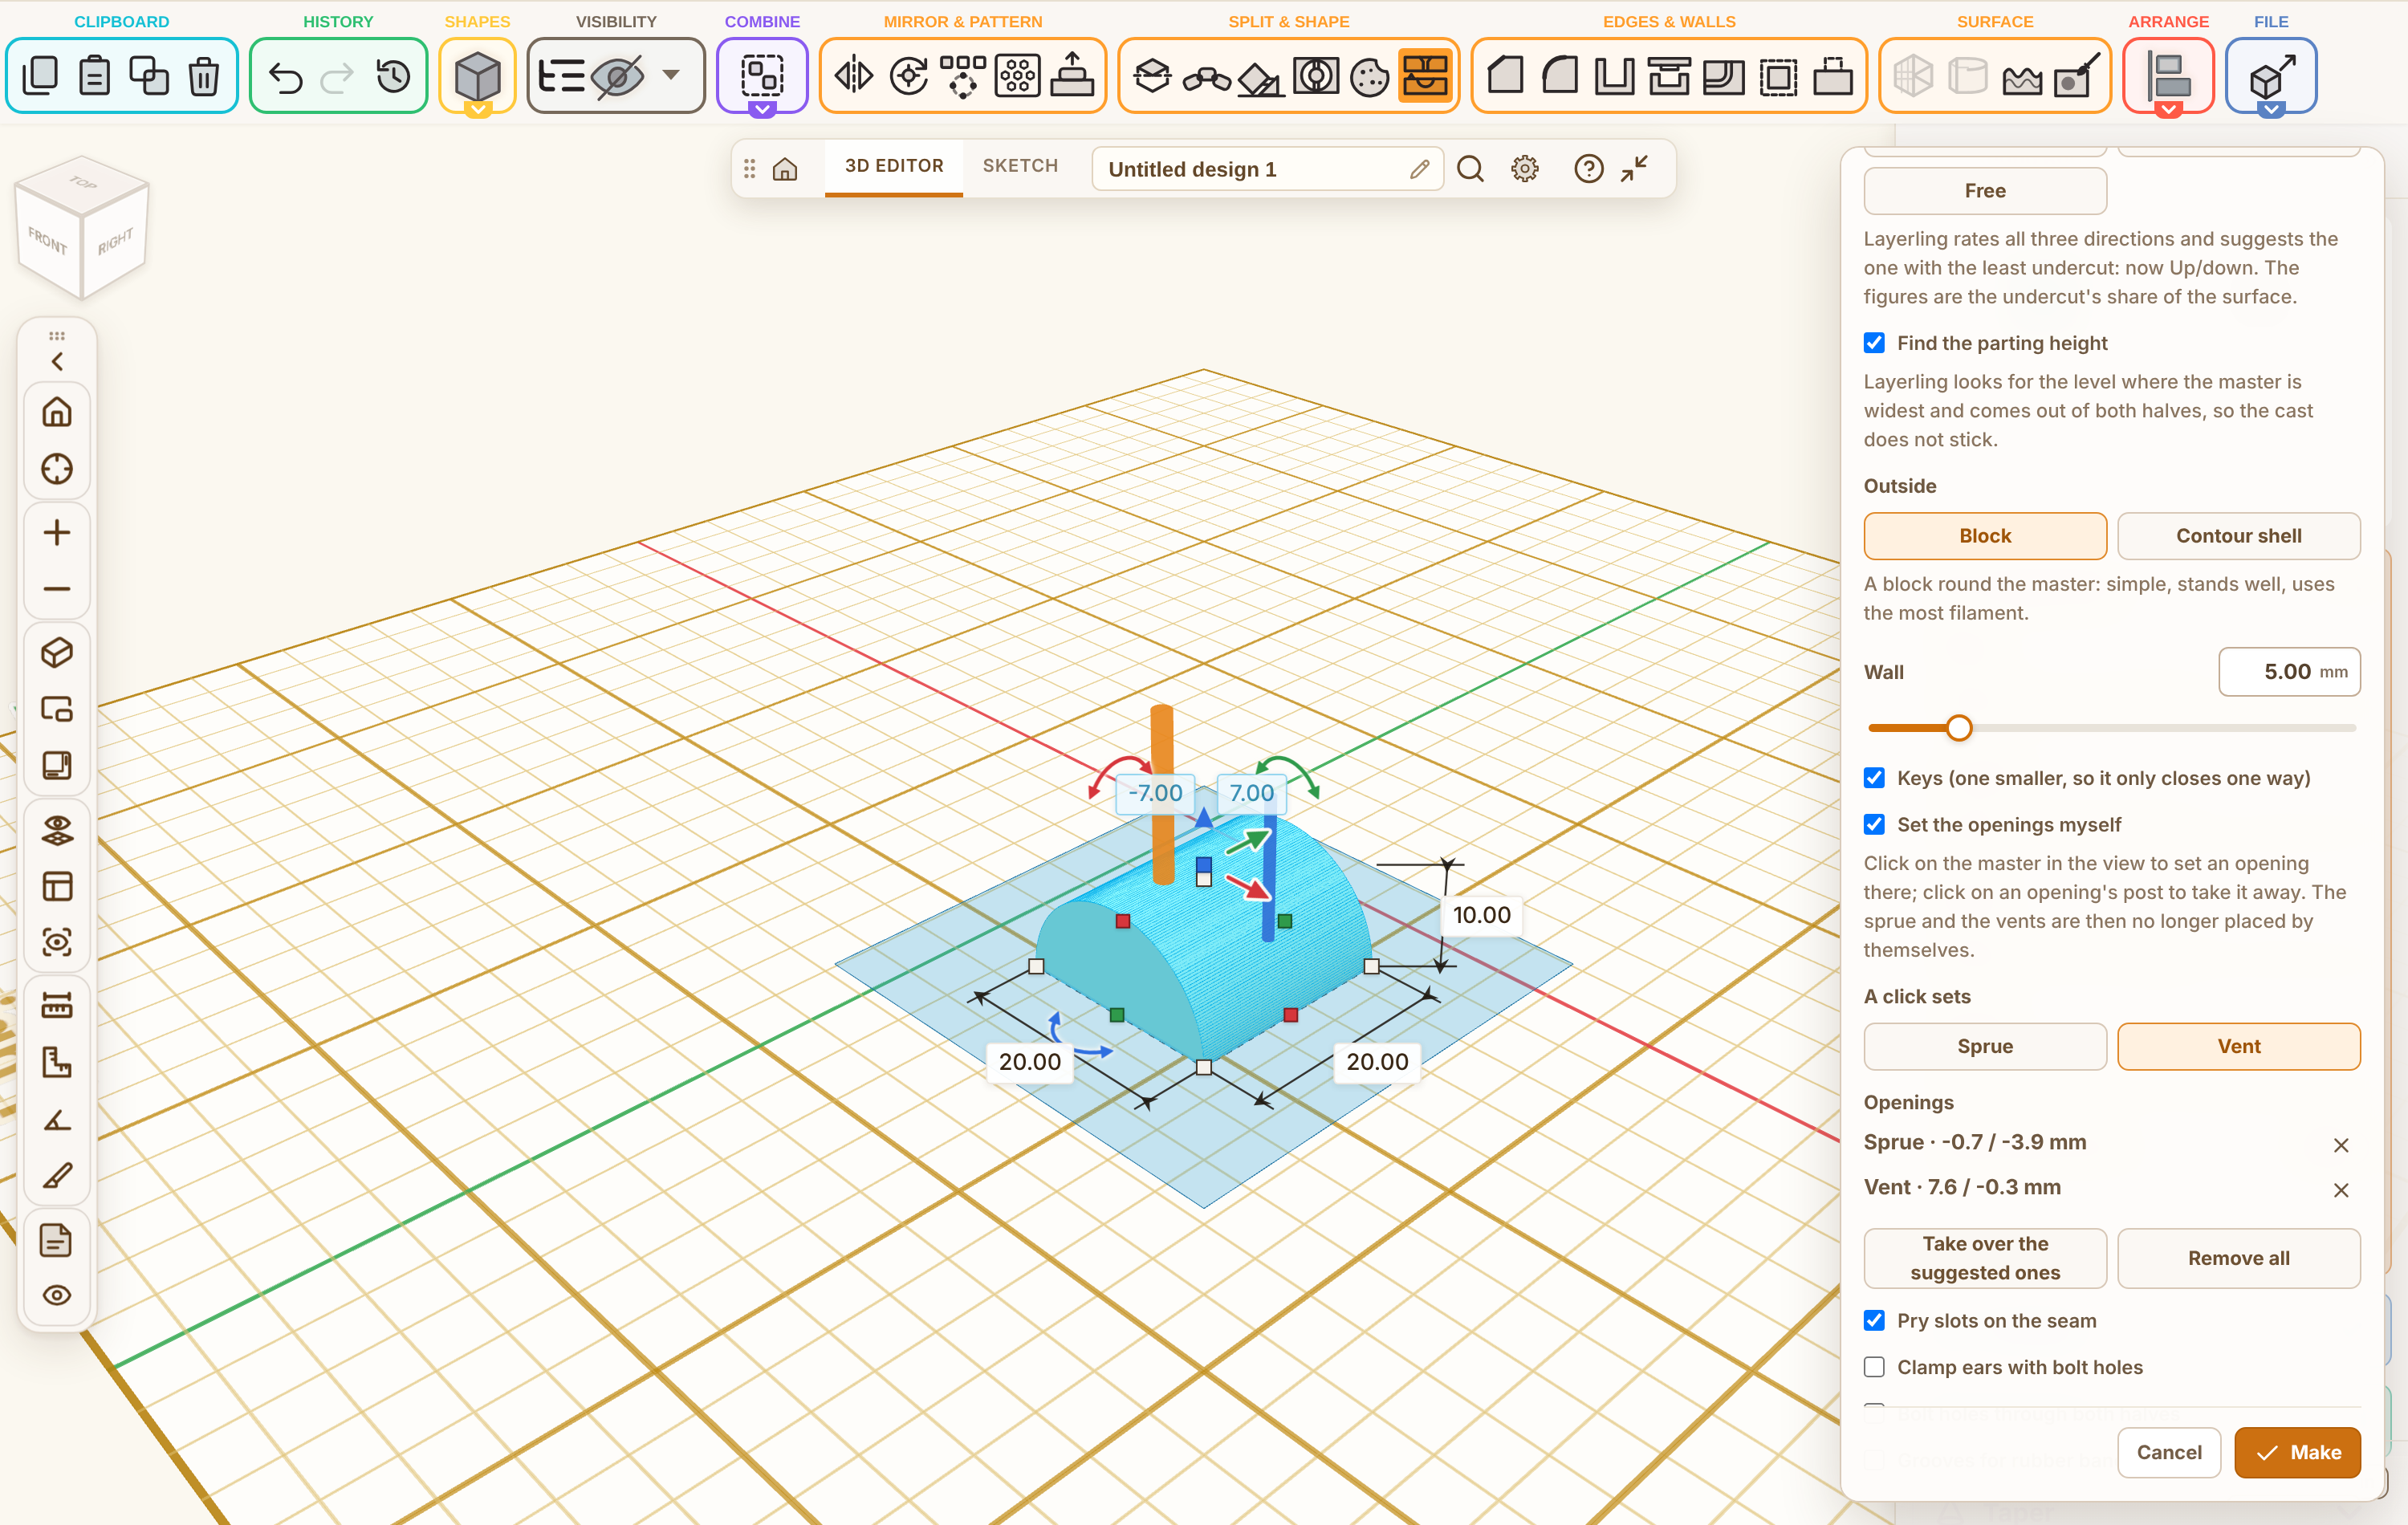 CLIPBOARD
HISTORY
SHAPES
VISIBILITY
COMBINE
MIRROR & PATTERN
SPLIT & SHAPE
EDGES & WALLS
SURFACE
ARRANGE
FILE
3D EDITOR
SKETCH
Untitled design 1
TOP
FRONT
RIGHT
-7.00
7.00
10.00
20.00
20.00
Free
Layerling rates all three directions and suggests the
one with the least undercut: now Up/down. The
figures are the undercut's share of the surface.
Find the parting height
Layerling looks for the level where the master is
widest and comes out of both halves, so the cast
does not stick.
Outside
Block
Contour shell
A block round the master: simple, stands well, uses
the most filament.
Wall
5.00 mm
Keys (one smaller, so it only closes one way)
Set the openings myself
Click on the master in the view to set an opening
there; click on an opening's post to take it away. The
sprue and the vents are then no longer placed by
themselves.
A click sets
Sprue
Vent
Openings
Sprue · -0.7 / -3.9 mm
Vent · 7.6 / -0.3 mm
Take over the
suggested ones
Remove all
Pry slots on the seam
Clamp ears with bolt holes
Cancel
Make